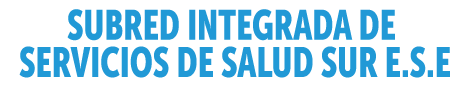 SUBRED INTEGRADA DE
SERVICIOS DE SALUD SUR E.S.E